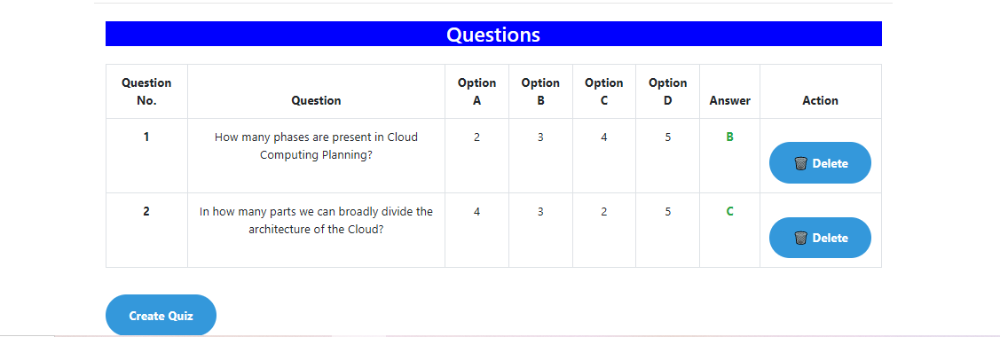 Questions
Question No. Question Option A Option B Option C Option D Answer Action
1 How many phases are present in Cloud Computing Planning? 2 3 4 5 B Delete
2 In how many parts we can broadly divide the architecture of the Cloud? 4 3 2 5 C Delete
Create Quiz